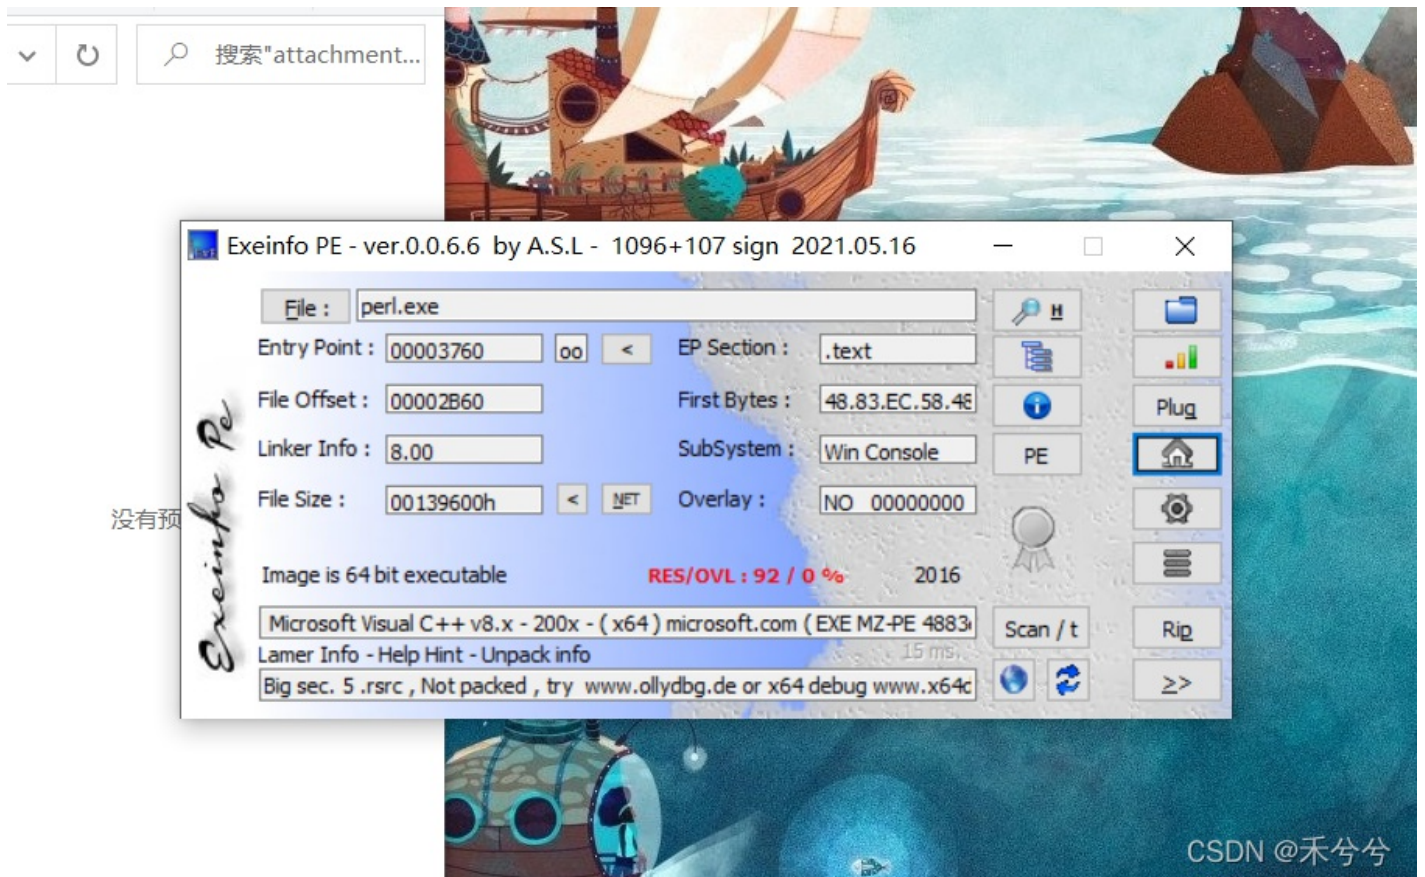 搜索"attachment...
Exeinfo PE - ver.0.0.6.6 by A.S.L - 1096+107 sign 2021.05.16
File : perl.exe H
Entry Point : 00003760 oo < EP Section : .text
File Offset : 00002B60 First Bytes : 48.83.EC.58.48 Plug
Linker Info : 8.00 SubSystem : Win Console PE
File Size : 00139600h < NET Overlay : NO 00000000
没有预
Exeinfo Pe
Image is 64 bit executable RES/OVL : 92 / 0 % 2016
Microsoft Visual C++ v8.x - 200x - ( x64 ) microsoft.com ( EXE MZ-PE 4883 Scan / t Rip
Lamer Info - Help Hint - Unpack info 15 ms.
Big sec. 5 .rsrc , Not packed , try www.ollydbg.de or x64 debug www.x64d >>
CSDN @禾兮兮